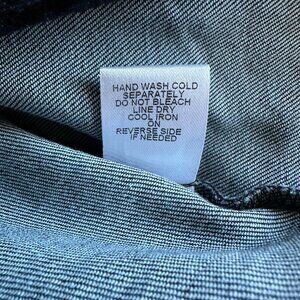 HAND WASH COLD
SEPARATELY
DO NOT BLEACH
LINE DRY
COOL IRON
ON
REVERSE SIDE
IF NEEDED